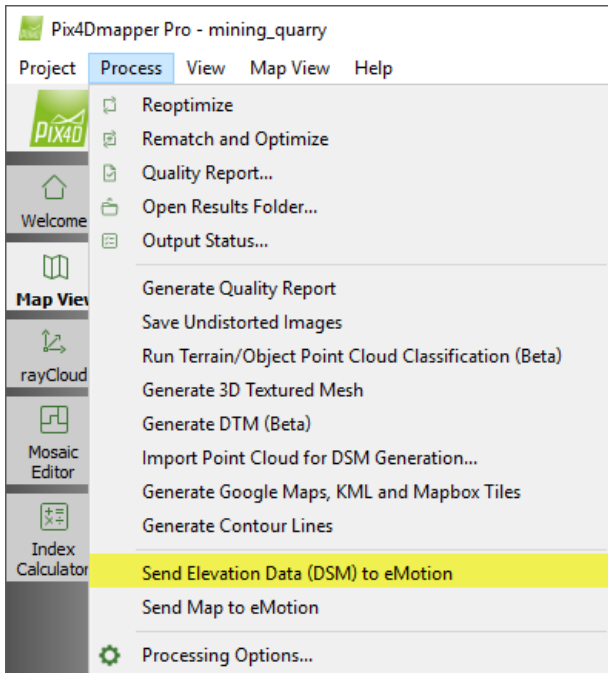 Pix4Dmapper Pro - mining_quarry
Project Process View Map View Help
PIX4D
Welcome
Map View
rayCloud
Mosaic
Editor
Index
Calculator
Reoptimize
Rematch and Optimize
Quality Report...
Open Results Folder...
Output Status...
Generate Quality Report
Save Undistorted Images
Run Terrain/Object Point Cloud Classification (Beta)
Generate 3D Textured Mesh
Generate DTM (Beta)
Import Point Cloud for DSM Generation...
Generate Google Maps, KML and Mapbox Tiles
Generate Contour Lines
Send Elevation Data (DSM) to eMotion
Send Map to eMotion
Processing Options...